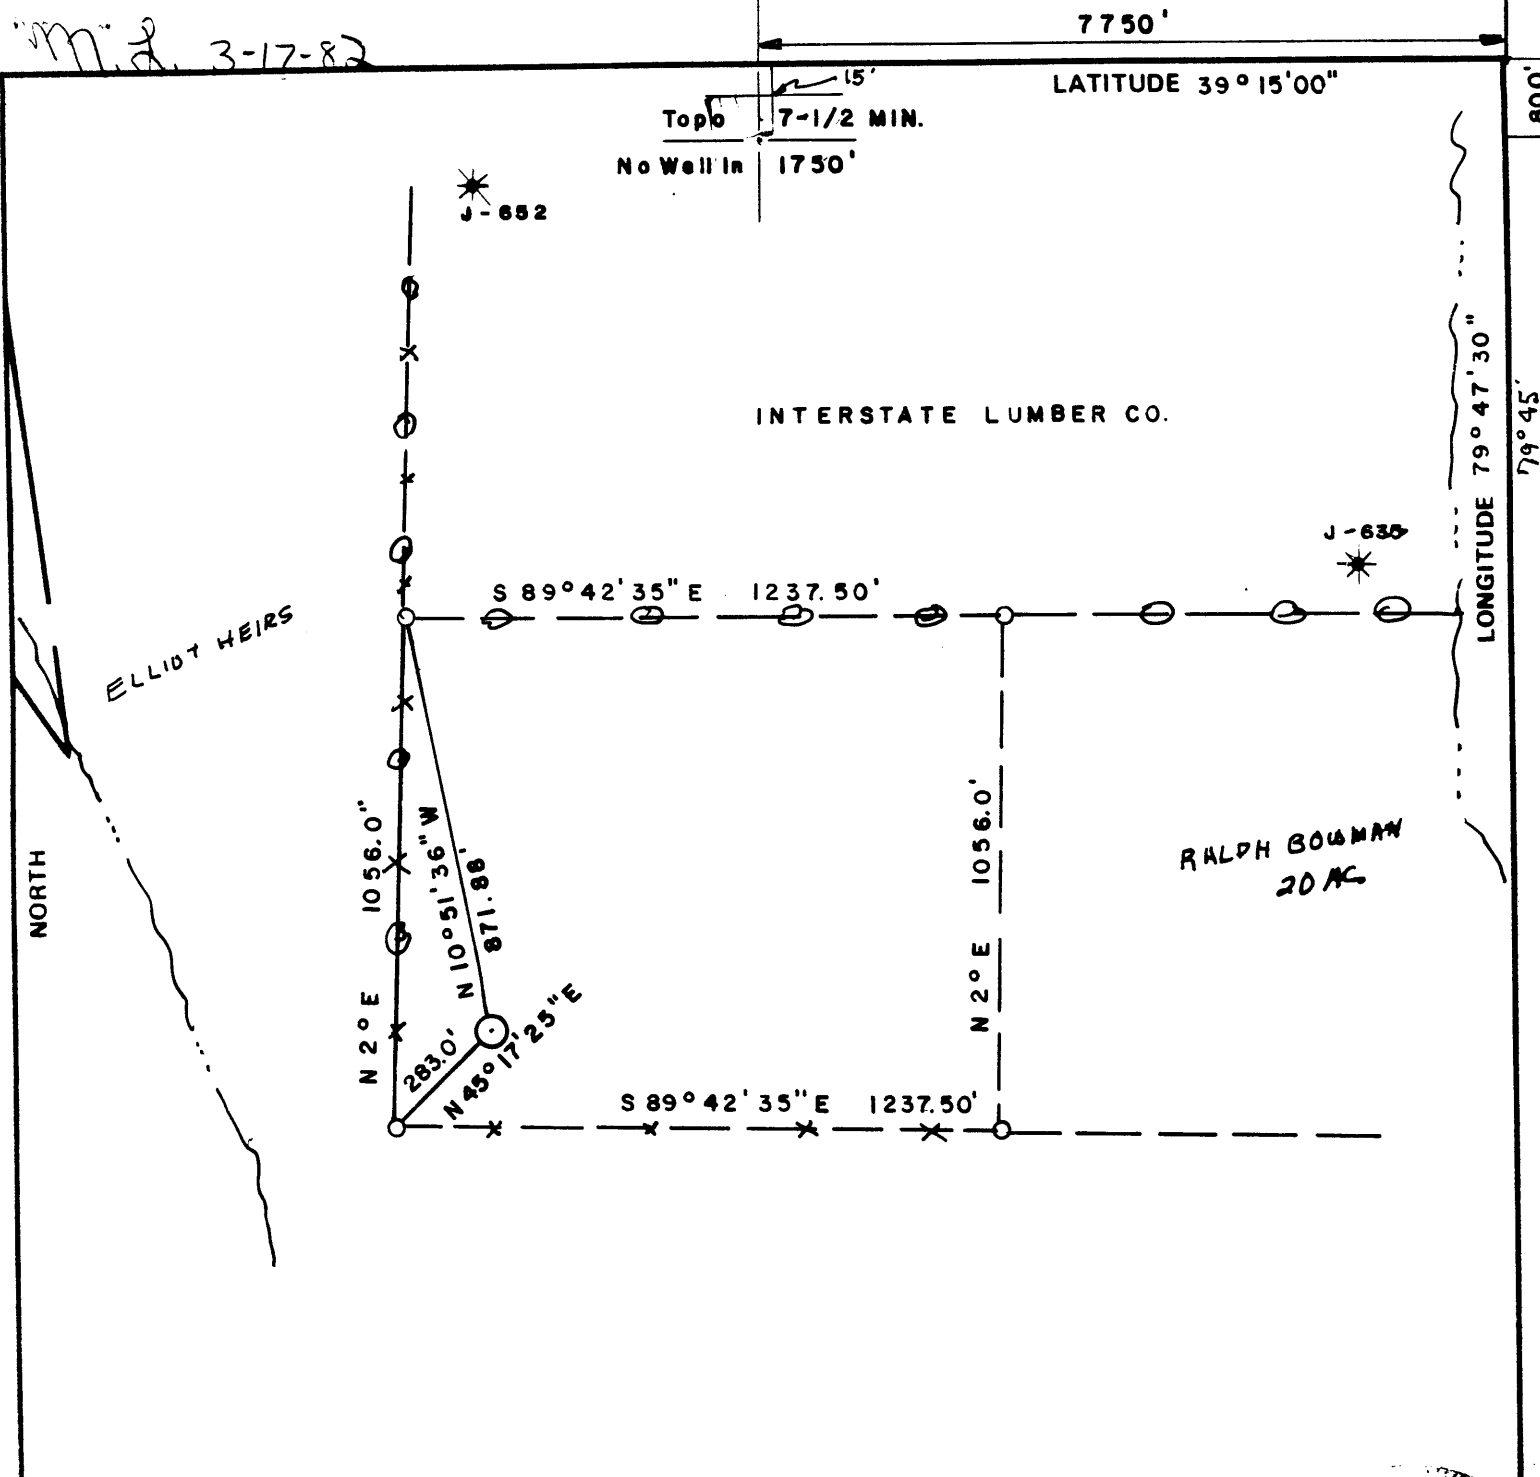 "M.L. 3-17-82
7750'
LATITUDE 39° 15'00"
800'
15'
Topo 7-1/2 MIN.
No Well in 1750'
J-652
INTERSTATE LUMBER CO.
LONGITUDE 79° 47' 30"
79° 45'
J-635
S 89° 42' 35" E 1237.50'
ELLIOT HEIRS
NORTH
N 2° E 1056.0"
N 10° 51' 36" W
871.88'
N 2° E 1056.0'
RALPH BOWMAN
20 AC
283.0'
N 45° 17' 25" E
S 89° 42' 35" E 1237.50'